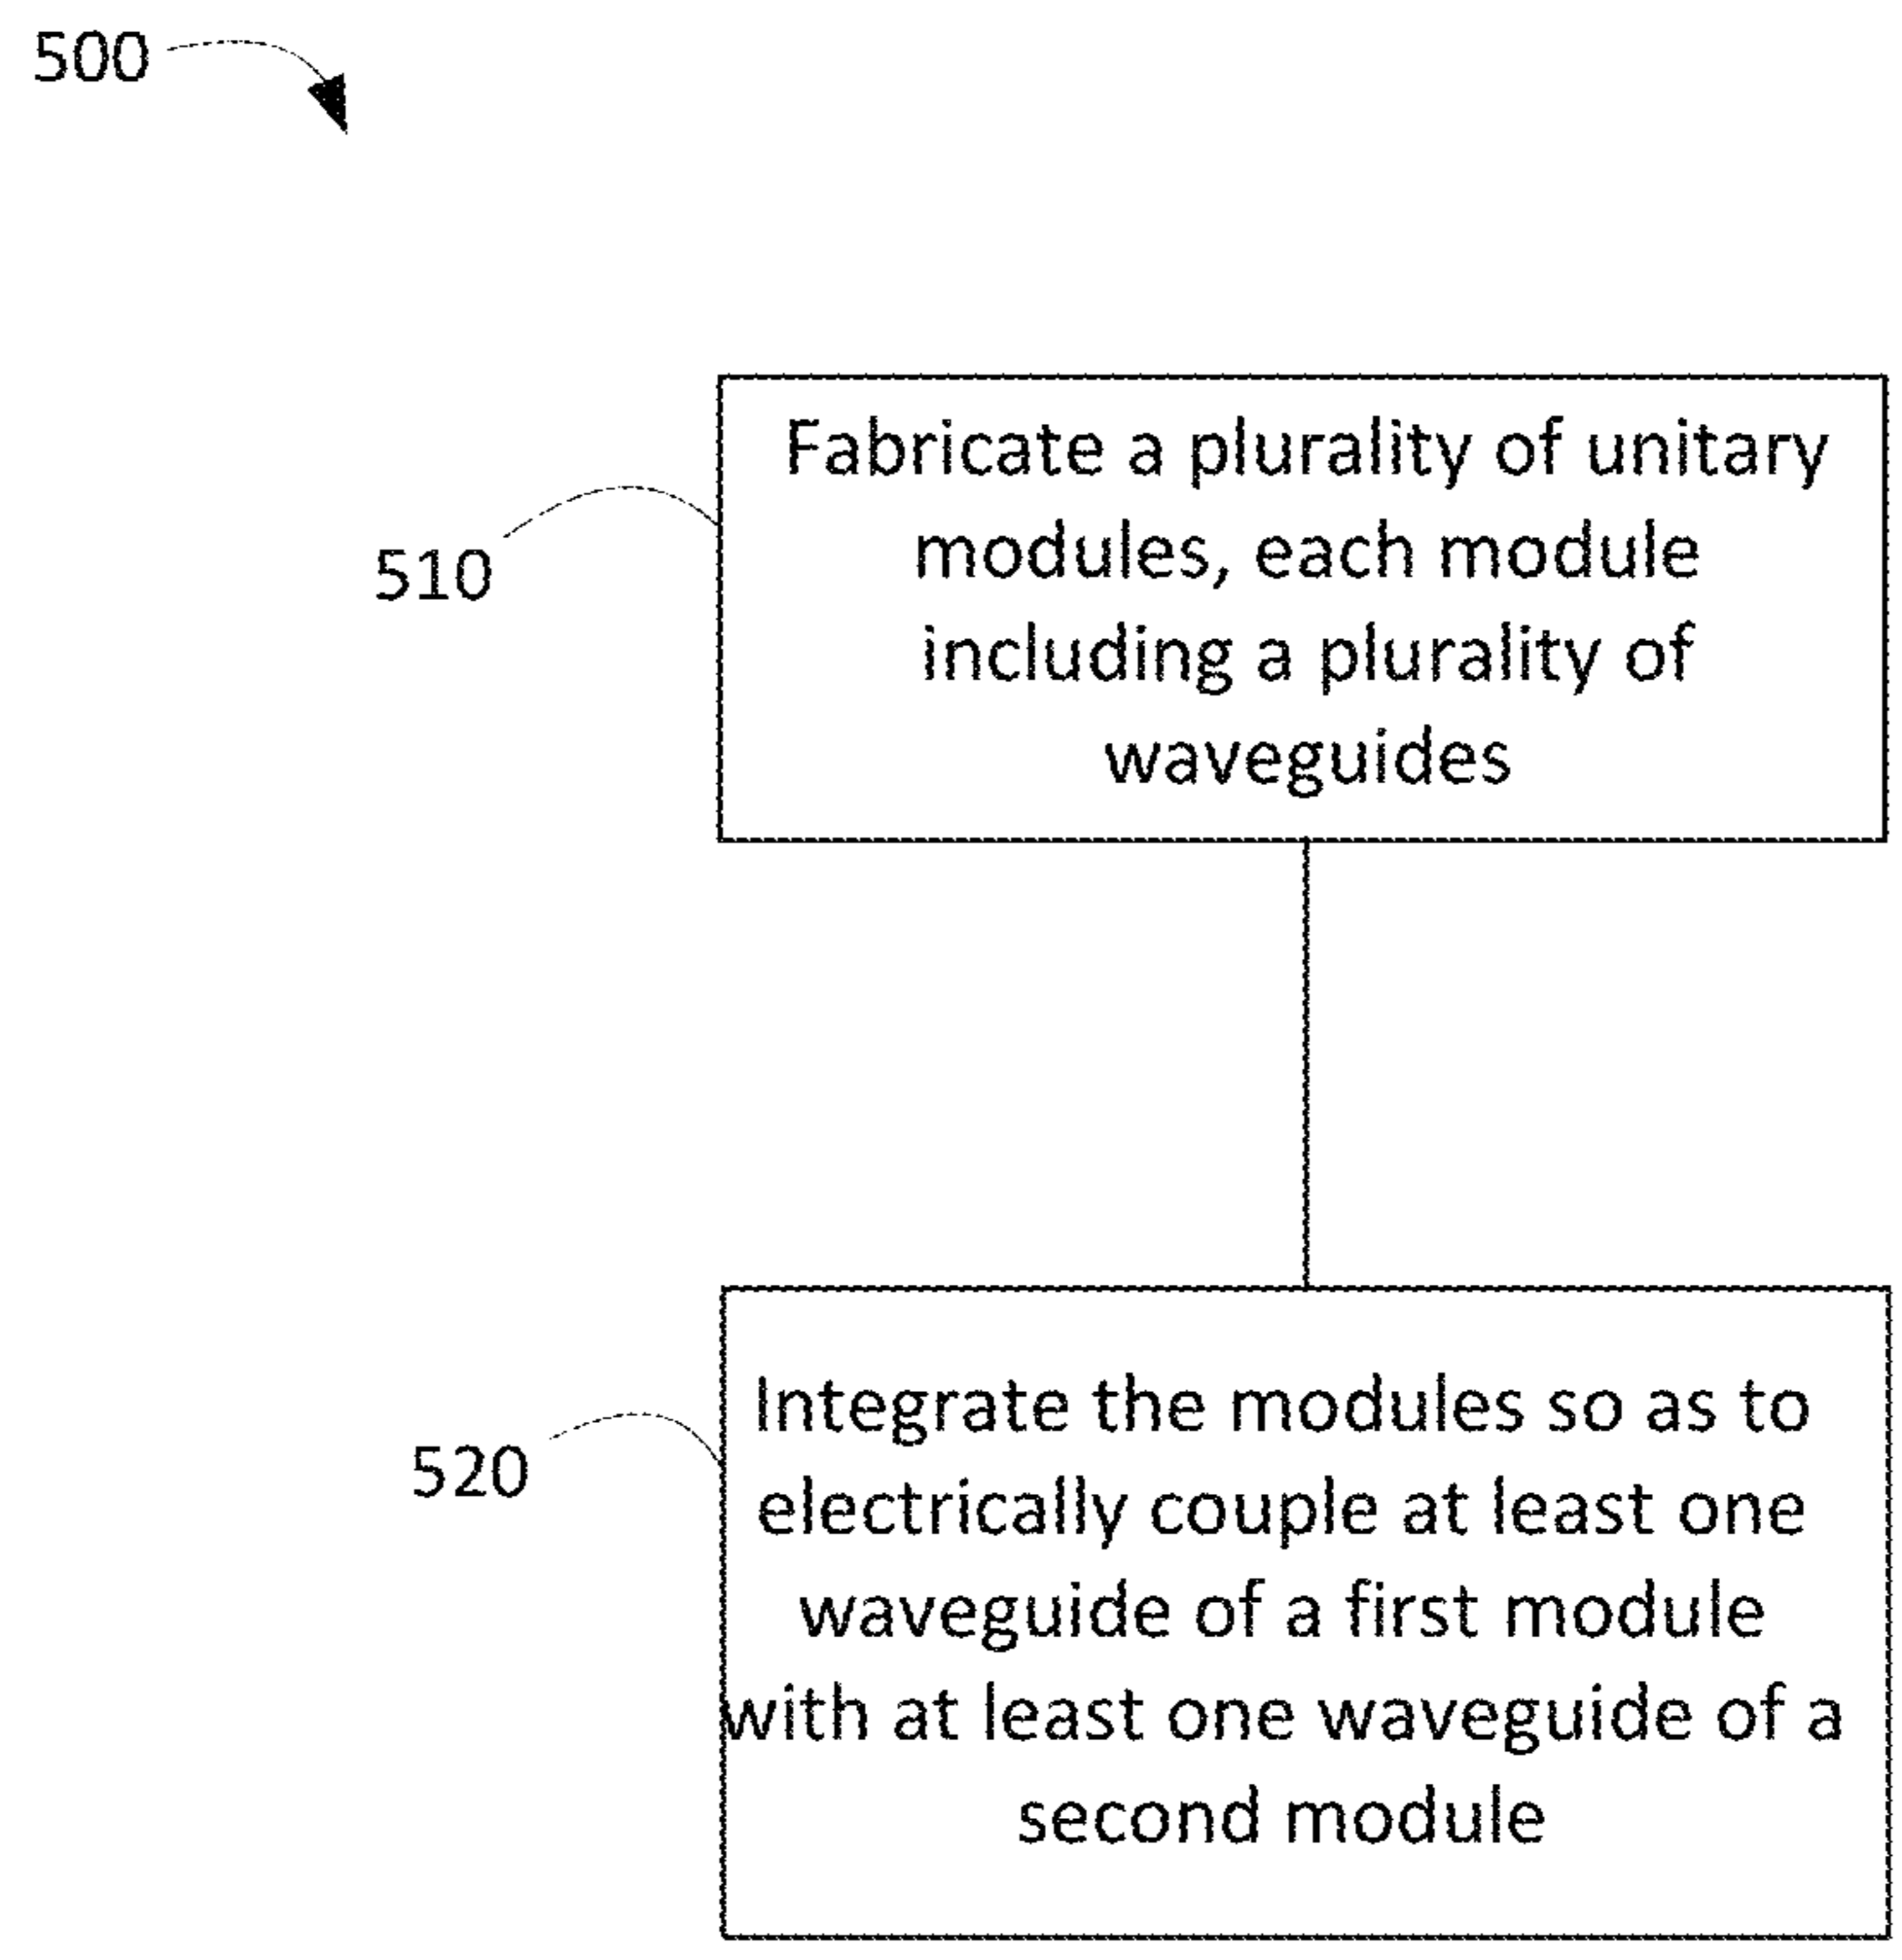 500
510
Fabricate a plurality of unitary
modules, each module
including a plurality of
waveguides
520
Integrate the modules so as to
electrically couple at least one
waveguide of a first module
with at least one waveguide of a
second module